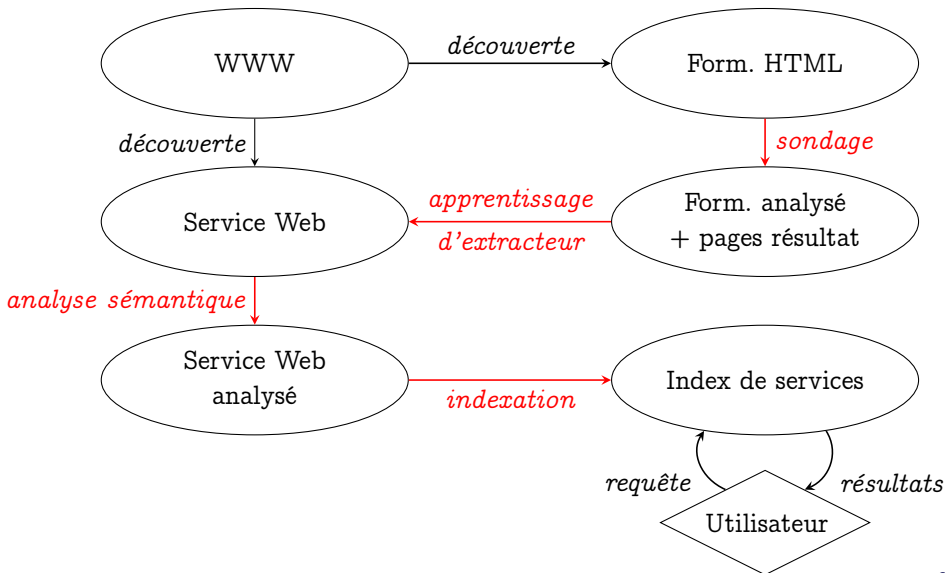 WWW
découverte
Form. HTML
découverte
sondage
Service Web
apprentissage
d'extracteur
Form. analysé
+ pages résultat
analyse sémantique
Service Web
analysé
indexation
Index de services
requête
résultats
Utilisateur